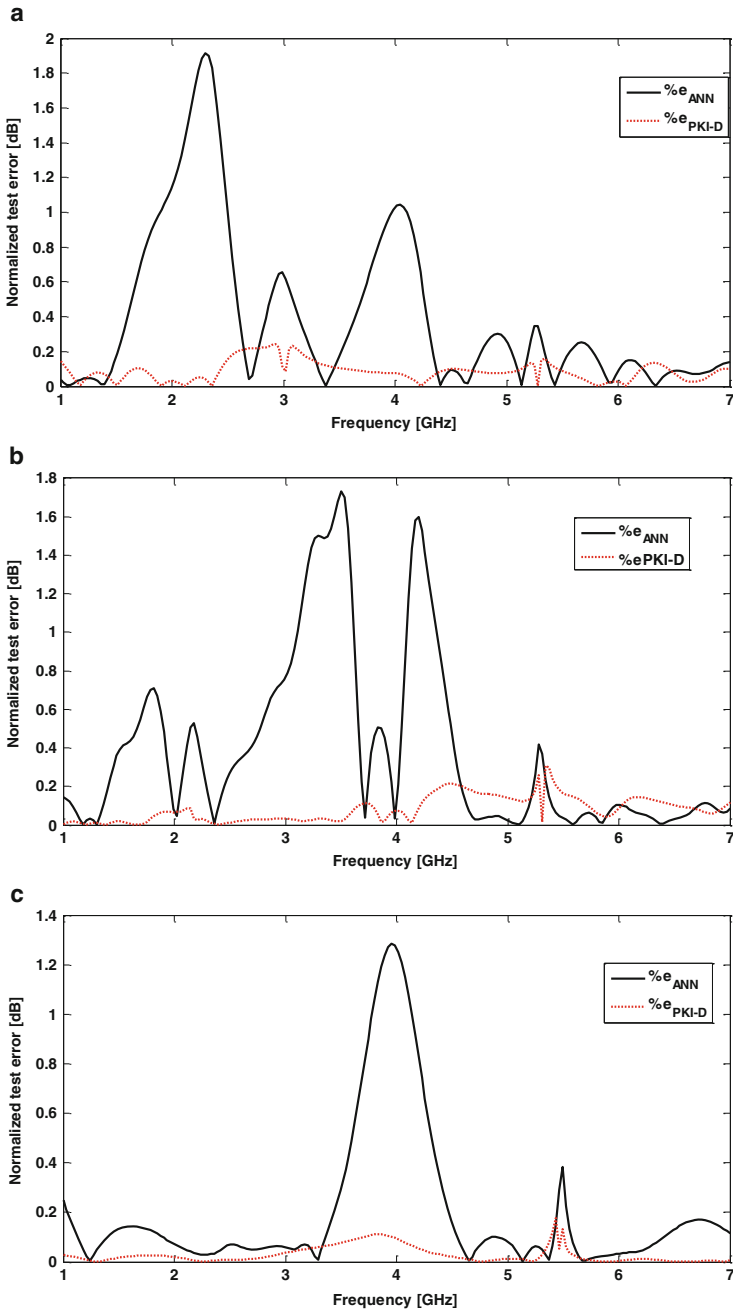 a
2
1.8
1.6
1.4
1.2
1
0.8
0.6
0.4
0.2
0
Normalized test error [dB]
%eANN
%ePKI-D
1 2 3 4 5 6 7
Frequency [GHz]
b
1.8
1.6
1.4
1.2
1
0.8
0.6
0.4
0.2
0
Normalized test error [dB]
%eANN
%ePKI-D
1 2 3 4 5 6 7
Frequency [GHz]
c
1.4
1.2
1
0.8
0.6
0.4
0.2
0
Normalized test error [dB]
%eANN
%ePKI-D
1 2 3 4 5 6 7
Frequency [GHz]